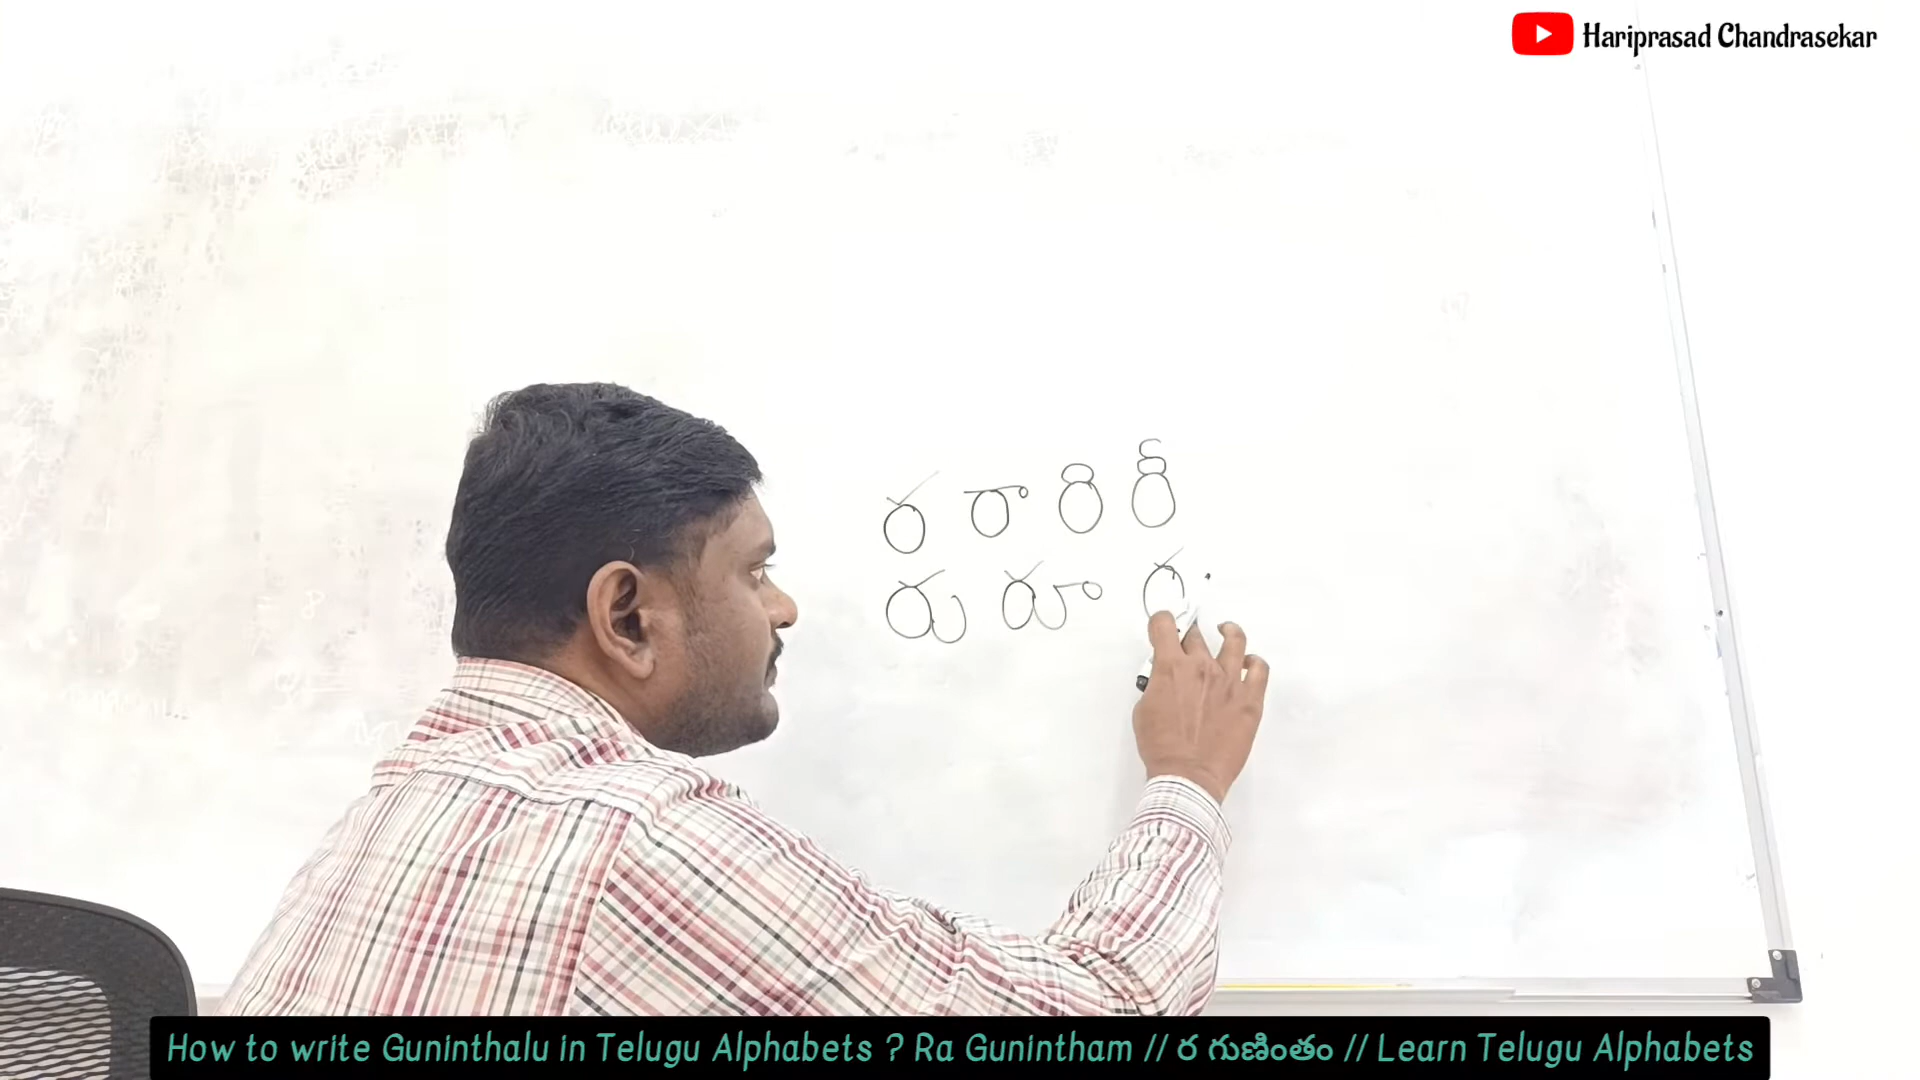 Hariprasad Chandrasekar
ర రా రి రీ
రు రూ ర
How to write Guninthalu in Telugu Alphabets ? Ra Gunintham // ర గుణింతం // Learn Telugu Alphabets